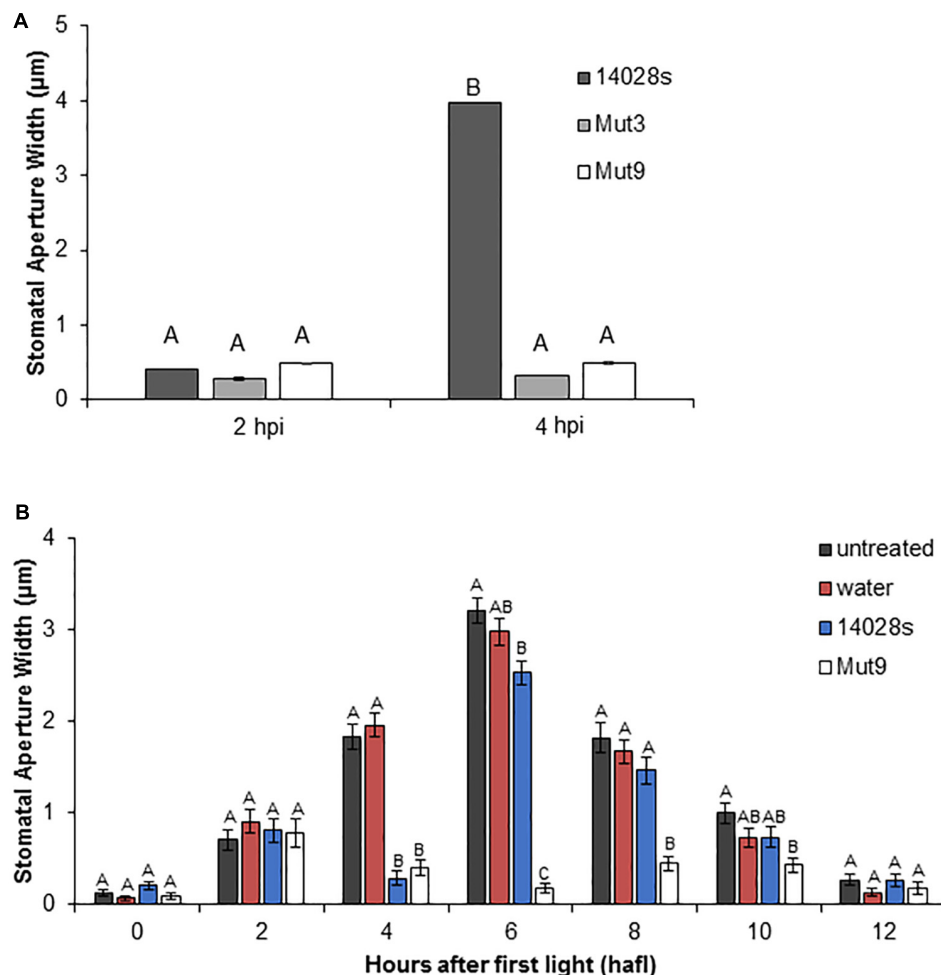 A
Stomatal Aperture Width (µm)
5
4
3
2
1
0
14028s
Mut3
Mut9
B
A
A
A
A
A
2 hpi
4 hpi
B
Stomatal Aperture Width (µm)
4
3
2
1
0
untreated
water
14028s
Mut9
A A A A
A A A A
A A B B
A AB B C
A A A B
A AB AB B
A A A A
0 2 4 6 8 10 12
Hours after first light (hafl)